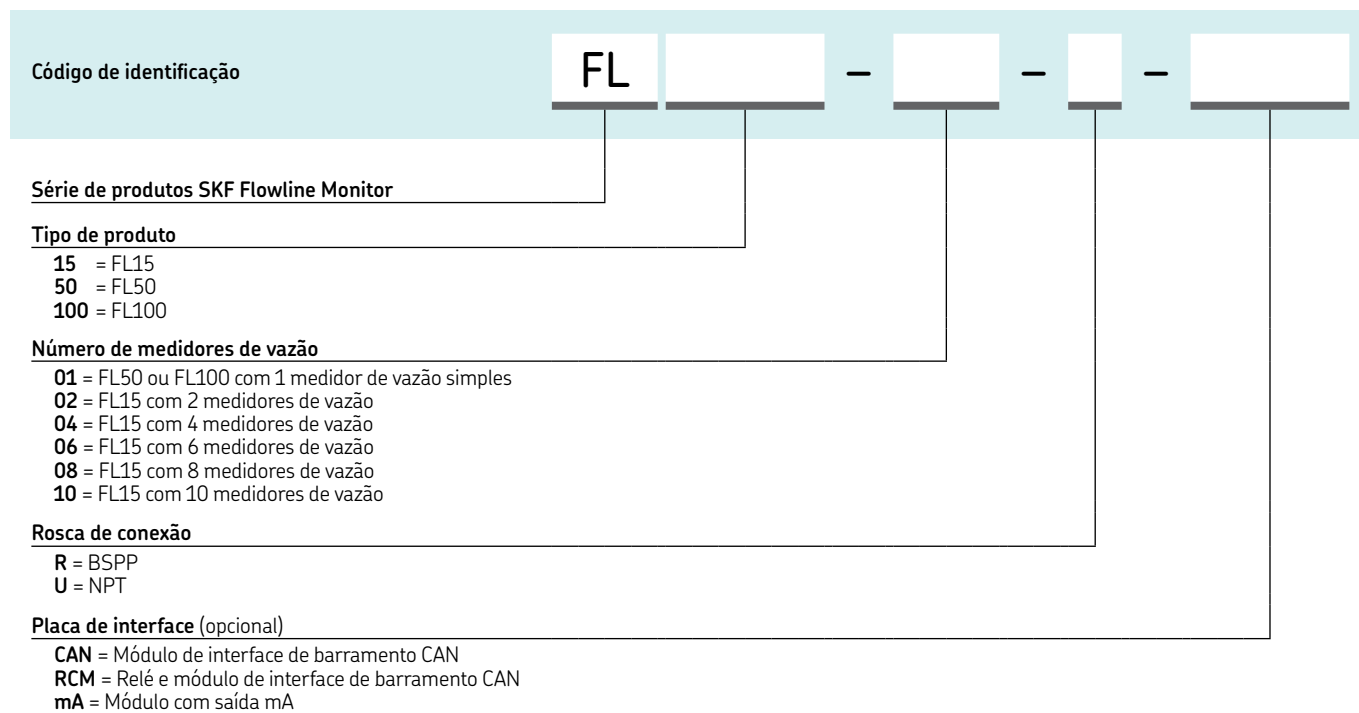 Código de identificação FL – – –
Série de produtos SKF Flowline Monitor
Tipo de produto
15 = FL15
50 = FL50
100 = FL100
Número de medidores de vazão
01 = FL50 ou FL100 com 1 medidor de vazão simples
02 = FL15 com 2 medidores de vazão
04 = FL15 com 4 medidores de vazão
06 = FL15 com 6 medidores de vazão
08 = FL15 com 8 medidores de vazão
10 = FL15 com 10 medidores de vazão
Rosca de conexão
R = BSPP
U = NPT
Placa de interface (opcional)
CAN = Módulo de interface de barramento CAN
RCM = Relé e módulo de interface de barramento CAN
mA = Módulo com saída mA